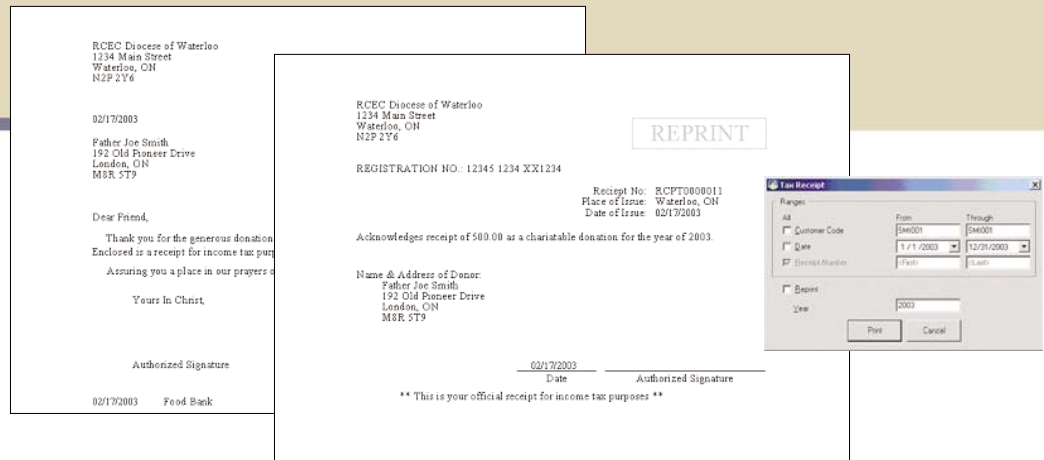 RCEC Diocese of Waterloo
1234 Main Street
Waterloo, ON
N2P 2Y6
02/17/2003
Father Joe Smith
192 Old Pioneer Drive
London, ON
M8R 5T9
Dear Friend,
Thank you for the generous donation
Enclosed is a receipt for income tax purp
Assuring you a place in our prayers o
Yours In Christ,
Authorized Signature
02/17/2003 Food Bank
RCEC Diocese of Waterloo
1234 Main Street
Waterloo, ON
N2P 2Y6
REPRINT
REGISTRATION NO.: 12345 1234 XX1234
Reciept No: RCPT0000011
Place of Issue: Waterloo, ON
Date of Issue: 02/17/2003
Acknowledges receipt of 500.00 as a chariatable donation for the year of 2003.
Name & Address of Donor:
Father Joe Smith
192 Old Pioneer Drive
London, ON
M8R 5T9
02/17/2003
Date Authorized Signature
** This is your official receipt for income tax purposes **
Tax Receipt
Ranges
All From Through
Customer Code SMI001 SMI001
Date 1/1/2003 12/31/2003
Receipt Number <First> <Last>
Reprint
Year 2003
Print Cancel